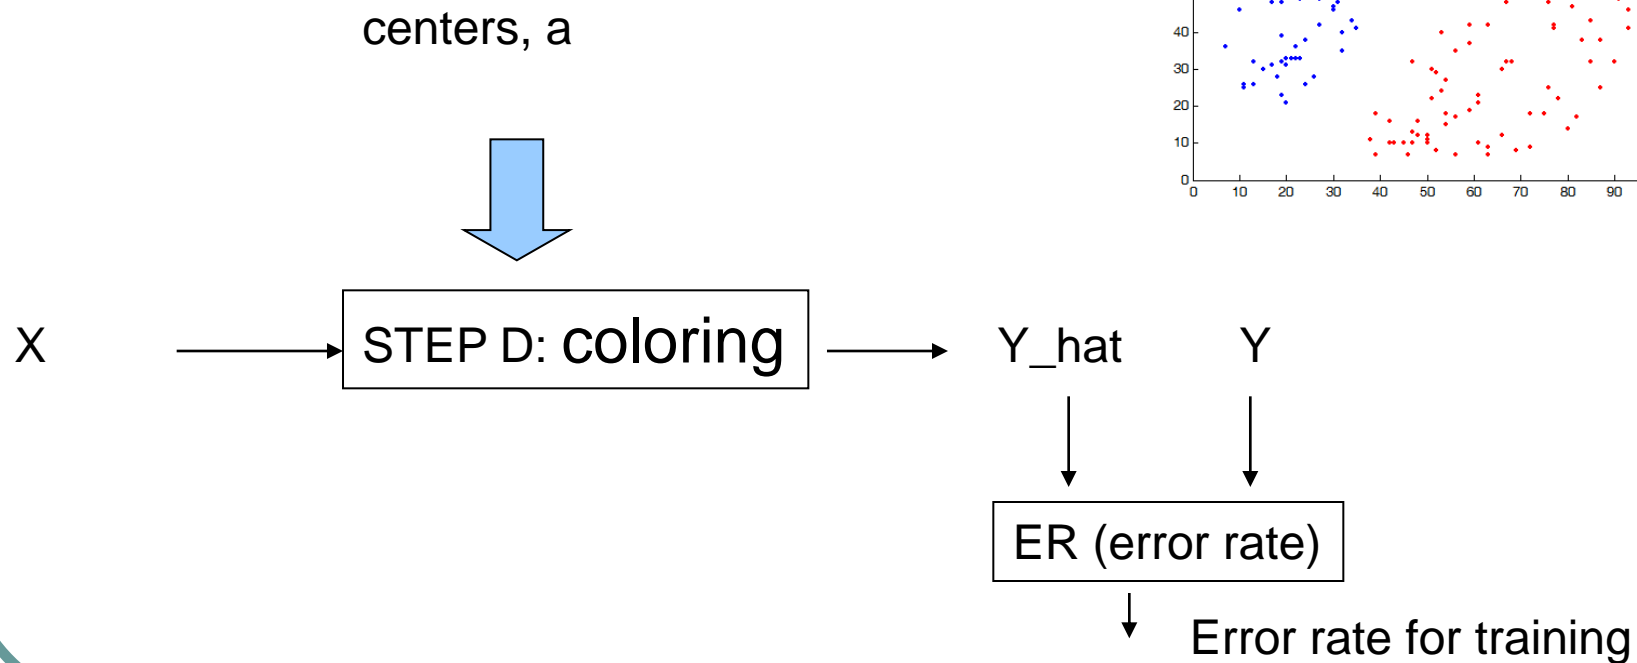 centers, a
40
30
20
10
0
0 10 20 30 40 50 60 70 80 90
X STEP D: coloring Y_hat Y
ER (error rate)
Error rate for training